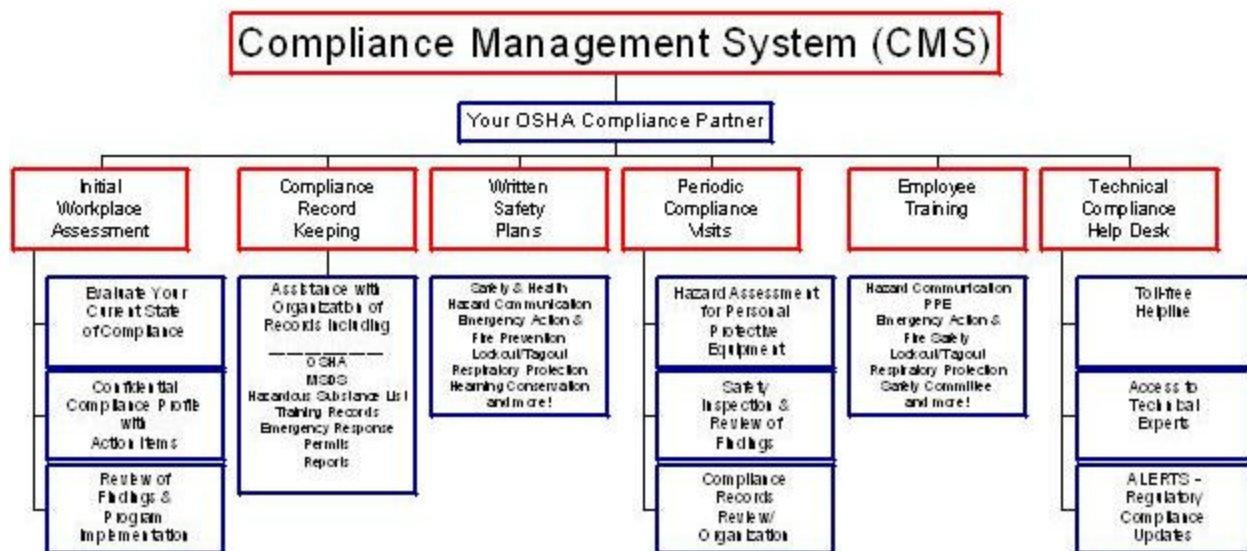 Compliance Management System (CMS)
Your OSHA Compliance Partner
Initial
Workplace
Assessment
Evaluate Your
Current State
of Compliance
Confidential
Compliance Profile
with
Action Items
Review of
Findings &
Program
Implementation
Compliance
Record
Keeping
Assistance with
Organization of
Records Including
OSHA
MSDS
Hazardous Substance List
Training Records
Emergency Response
Permits
Reports
Written
Safety
Plans
Safety & Health
Hazard Communication
Emergency Action &
Fire Prevention
Lockout/Tagout
Respiratory Protection
Hearning Conservation
and more!
Periodic
Compliance
Visits
Hazard Assessment
for Personal
Protective
Equipment
Safety
Inspection &
Review of
Findings
Compliance
Records
Review/
Organization
Employee
Training
Hazard Communication
PPE
Emergency Action &
Fire Safety
Lockout/Tagout
Respiratory Protection
Safety Committee
and more!
Technical
Compliance
Help Desk
Toll-free
Helpline
Access to
Technical
Experts
ALERTS -
Regulatory
Compliance
Updates